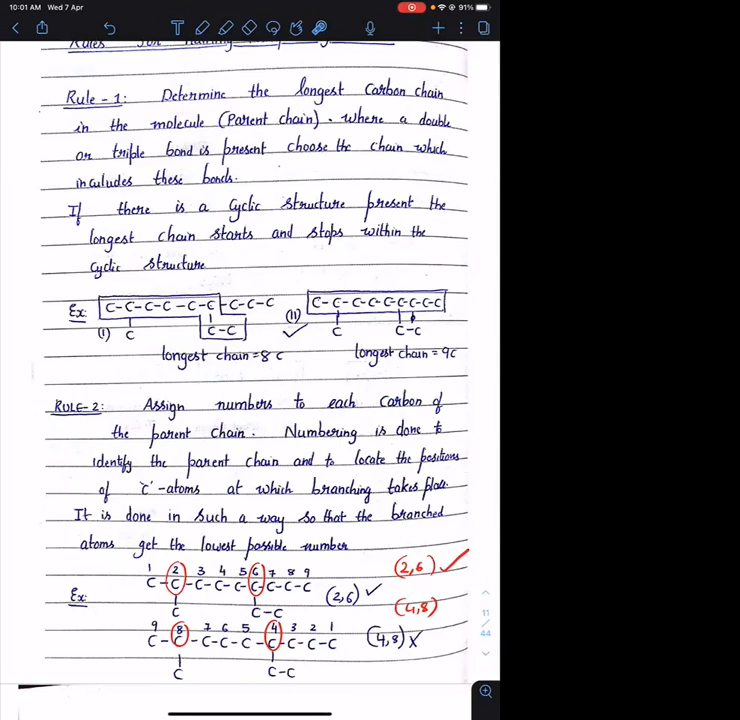 10:01 AM Wed 7 Apr
91%
Rule - 1: Determine the longest Carbon chain
in the molecule (Parent chain). where a double
or triple bond is present choose the chain which
inculudes these bonds.
If there is a cyclic structure present the
longest chain starts and stops within the
cyclic structure
Ex: C-C-C-C-C-C-C-C-C C-C-C-C-C-C-C-C-C
(I) C C-C (II) C C-C
longest chain = 8 C longest chain = 9C
RULE-2: Assign numbers to each Carbon of
the parent Chain. Numbering is done to
identify the parent chain and to locate the positions
of 'c'-atoms at which branching takes place.
It is done in such a way so that the branched
atoms get the lowest possible number
1 2 3 4 5 6 7 8 9 (2,6) ✓
C-C-C-C-C-C-C-C-C (2,6) ✓
Ex: C C-C (4,8)
9 8 7 6 5 4 3 2 1
C-C-C-C-C-C-C-C-C (4,8) X
C C-C
11
/
44